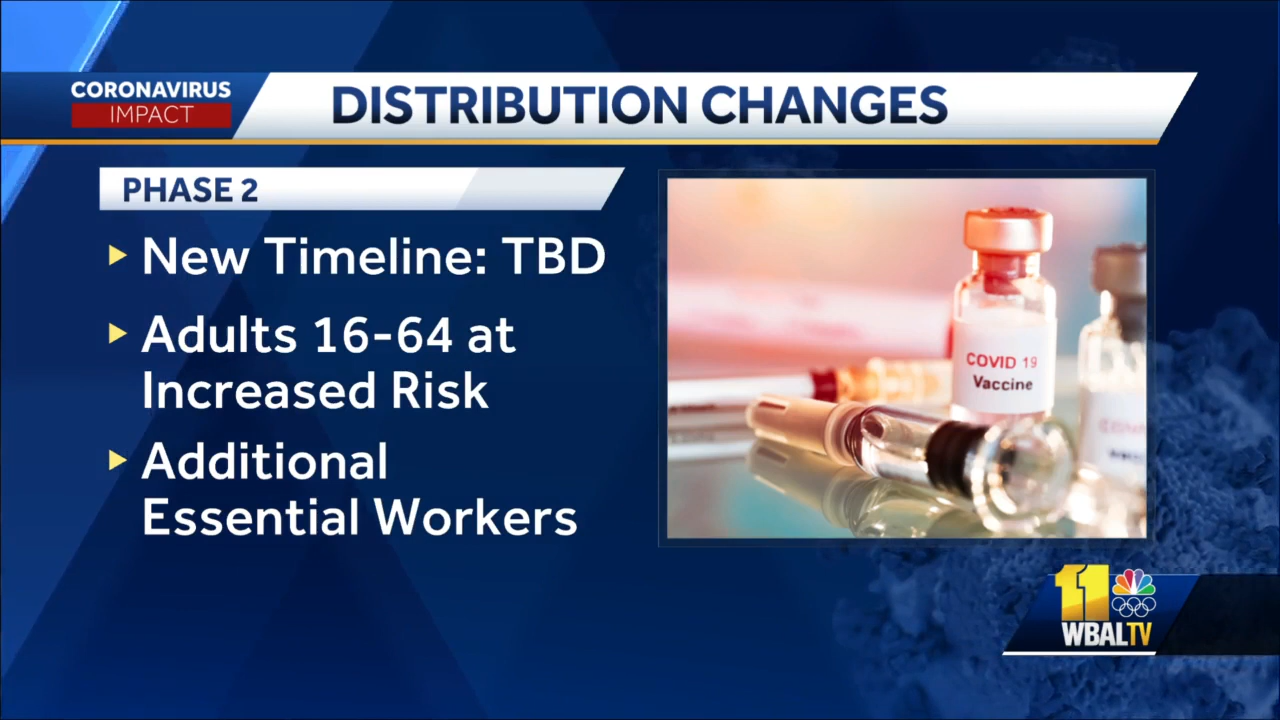 CORONAVIRUS
IMPACT
DISTRIBUTION CHANGES
PHASE 2
New Timeline: TBD
Adults 16-64 at
Increased Risk
Additional
Essential Workers
COVID 19
Vaccine
11
WBALTV